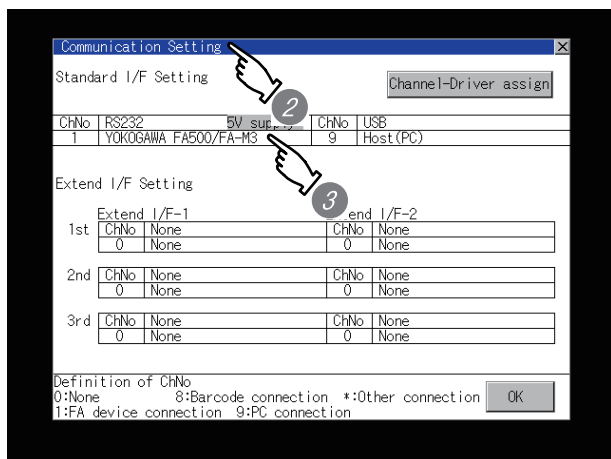 Communication Setting
Standard I/F Setting
Channel-Driver assign
ChNo RS232 5V supply ChNo USB
1 YOKOGAWA FA500/FA-M3 9 Host(PC)
2
3
Extend I/F Setting
Extend I/F-1 Extend I/F-2
1st ChNo None ChNo None
0 None 0 None
2nd ChNo None ChNo None
0 None 0 None
3rd ChNo None ChNo None
0 None 0 None
Definition of ChNo
0:None 8:Barcode connection *:Other connection
1:FA device connection 9:PC connection
OK